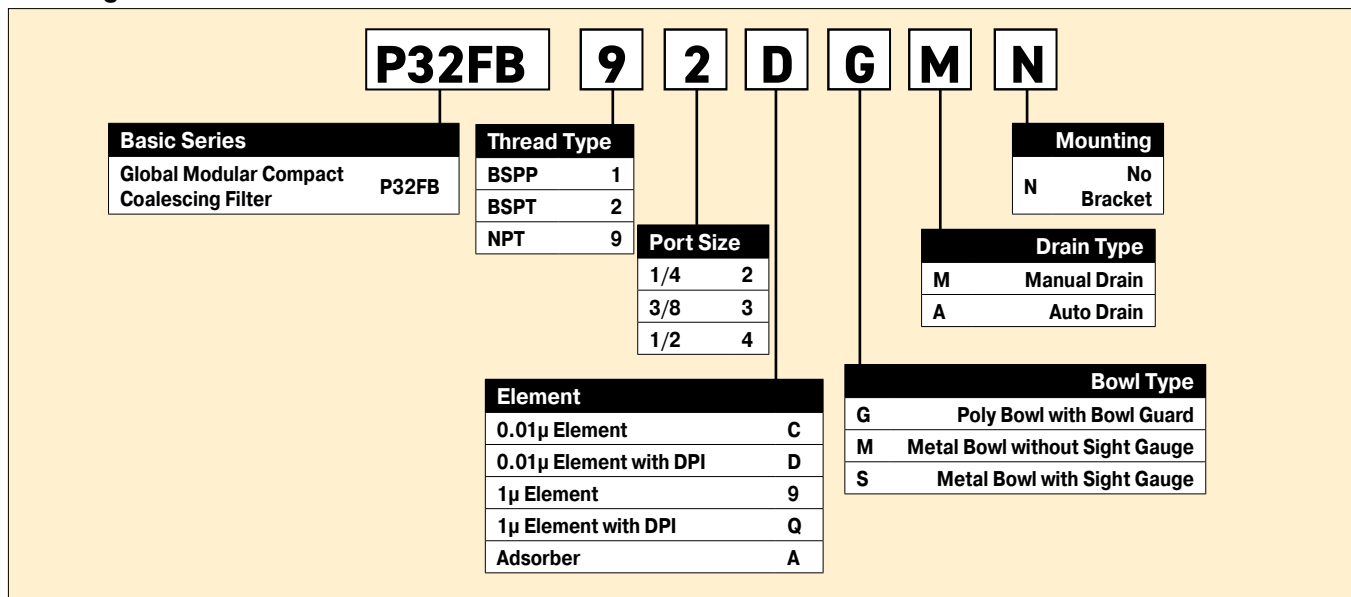 P32FB 9 2 D G M N
Basic Series
Global Modular Compact
Coalescing Filter P32FB
Thread Type
BSPP 1
BSPT 2
NPT 9
Port Size
1/4 2
3/8 3
1/2 4
Element
0.01µ Element C
0.01µ Element with DPI D
1µ Element 9
1µ Element with DPI Q
Adsorber A
Mounting
N No
Bracket
Drain Type
M Manual Drain
A Auto Drain
Bowl Type
G Poly Bowl with Bowl Guard
M Metal Bowl without Sight Gauge
S Metal Bowl with Sight Gauge